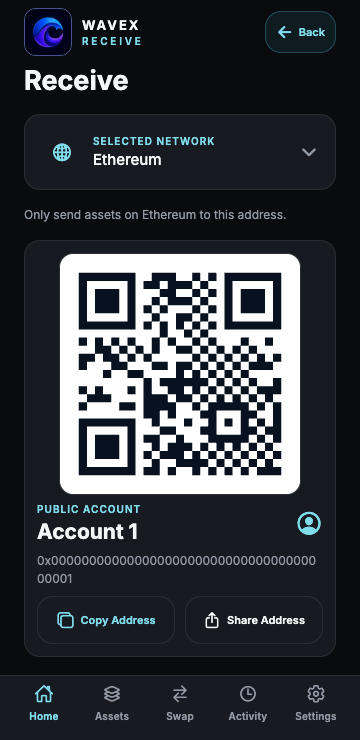 WAVEX
RECEIVE
Back
Receive
SELECTED NETWORK
Ethereum
Only send assets on Ethereum to this address.
PUBLIC ACCOUNT
Account 1
0x00000000000000000000000000000000000
00001
Copy Address
Share Address
Home
Assets
Swap
Activity
Settings